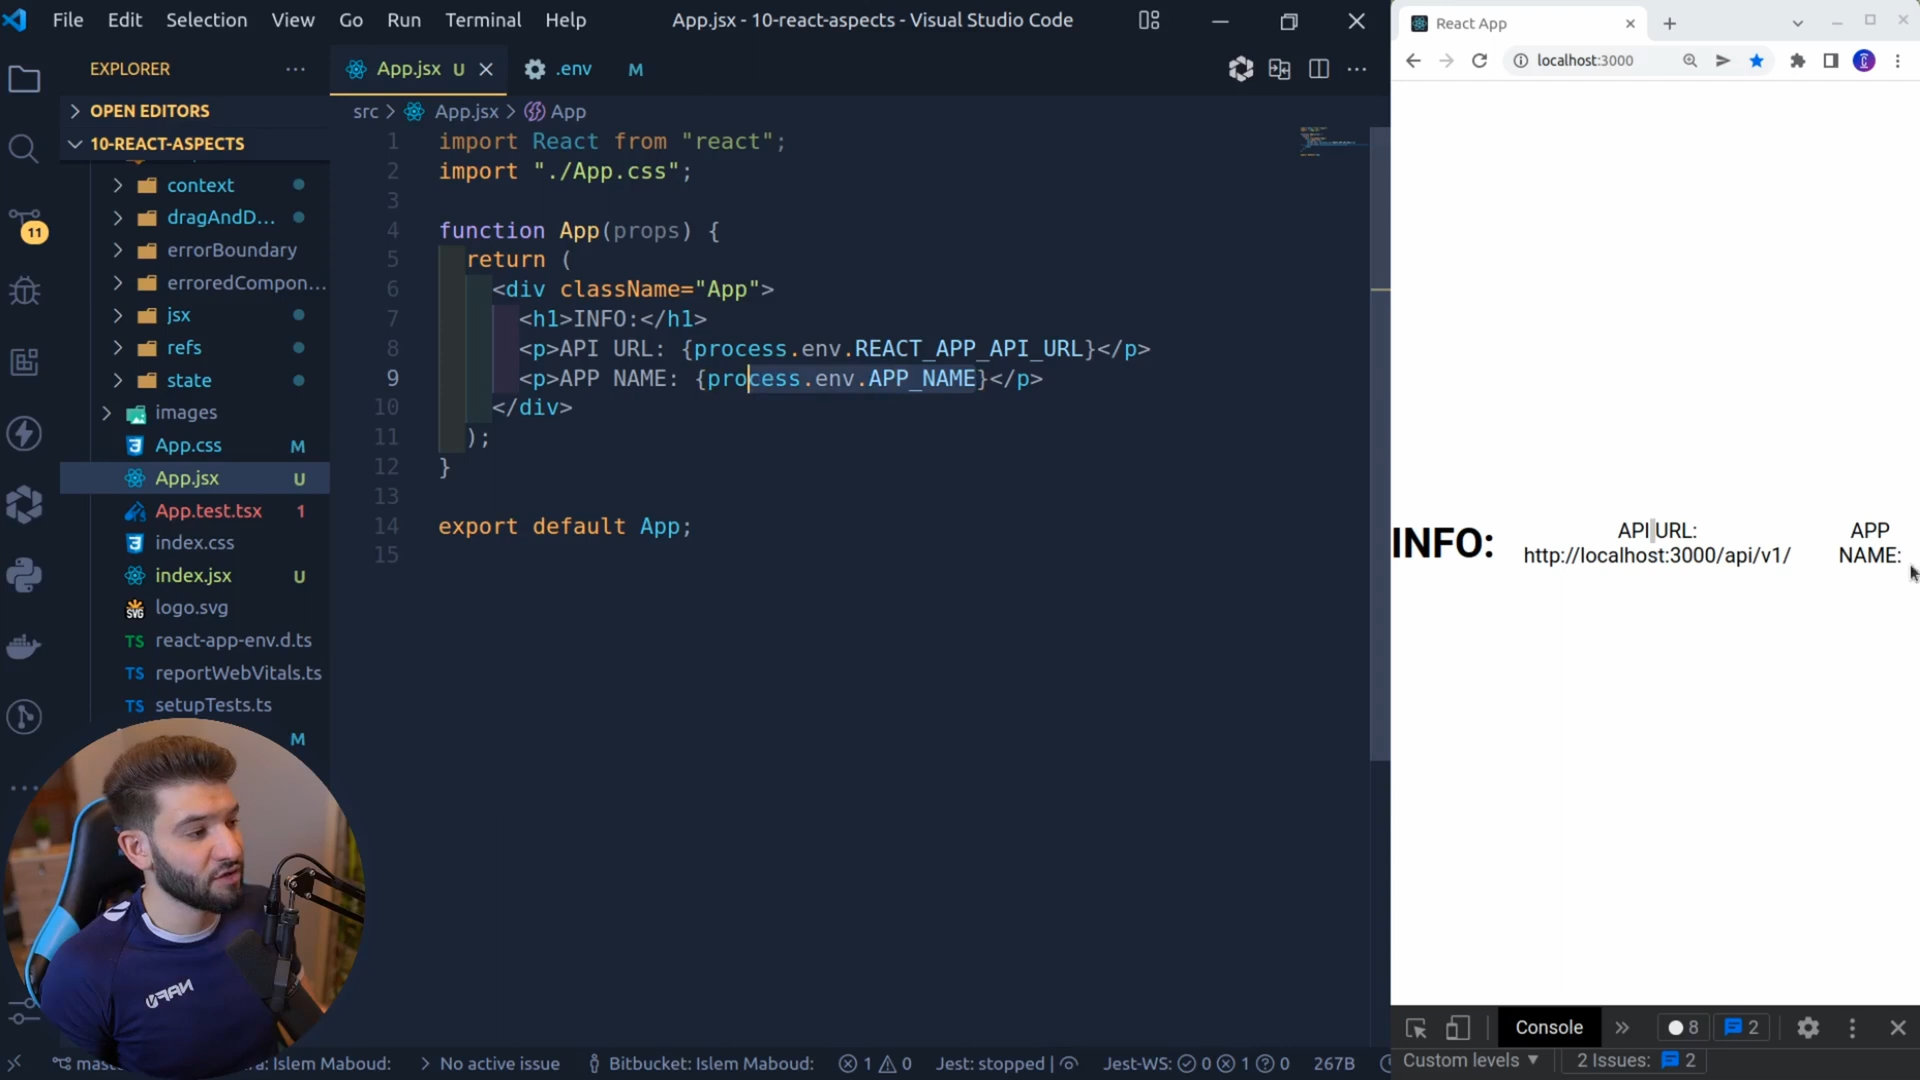 File Edit Selection View Go Run Terminal Help
App.jsx - 10-react-aspects - Visual Studio Code
EXPLORER
OPEN EDITORS
10-REACT-ASPECTS
context
dragAndD...
errorBoundary
erroredCompon...
jsx
refs
state
images
App.css M
App.jsx U
App.test.tsx 1
index.css
index.jsx U
logo.svg
react-app-env.d.ts
reportWebVitals.ts
setupTests.ts
M
11
App.jsx U
.env M
src > App.jsx > App
1 import React from "react";
2 import "./App.css";
3
4 function App(props) {
5 return (
6 <div className="App">
7 <h1>INFO:</h1>
8 <p>API URL: {process.env.REACT_APP_API_URL}</p>
9 <p>APP NAME: {process.env.APP_NAME}</p>
10 </div>
11 );
12 }
13
14 export default App;
15
React App
localhost:3000
INFO:
API URL:
http://localhost:3000/api/v1/
APP
NAME:
Console
8
2
Custom levels
2 Issues: 2
Islem Maboud:
No active issue
Bitbucket: Islem Maboud:
1 0
Jest: stopped
Jest-WS: 0 1 0
267B